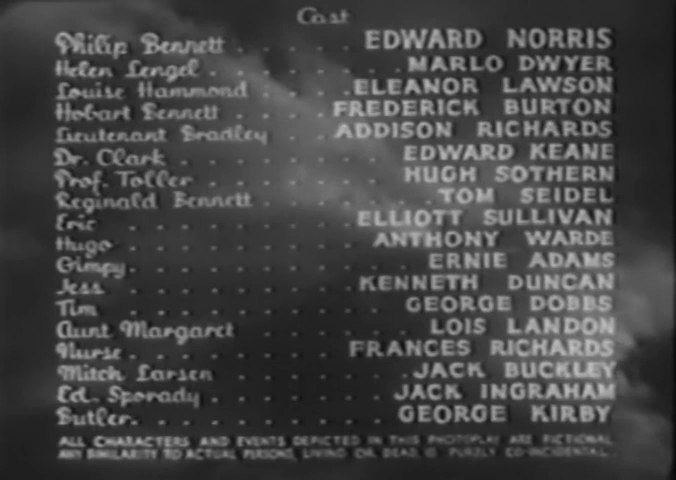 Cast
Philip Bennett . . . . . EDWARD NORRIS
Helen Lengel . . . . . . . MARLO DWYER
Louise Hammond . . . . ELEANOR LAWSON
Hobart Bennett . . . . FREDERICK BURTON
Lieutenant Bradley . . ADDISON RICHARDS
Dr. Clark . . . . . . . . EDWARD KEANE
Prof. Toller . . . . . . . HUGH SOTHERN
Reginald Bennett . . . . . . TOM SEIDEL
Eric . . . . . . . . ELLIOTT SULLIVAN
Hugo . . . . . . . . ANTHONY WARDE
Gimpy . . . . . . . . . ERNIE ADAMS
Jess . . . . . . . . KENNETH DUNCAN
Tim . . . . . . . . . GEORGE DOBBS
Aunt Margaret . . . . . . LOIS LANDON
Nurse . . . . . . . . FRANCES RICHARDS
Mitch Larsen . . . . . . JACK BUCKLEY
Ed. Sporady . . . . . . JACK INGRAHAM
Butler . . . . . . . . . GEORGE KIRBY
ALL CHARACTERS AND EVENTS DEPICTED IN THIS PHOTOPLAY ARE FICTIONAL
ANY SIMILARITY TO ACTUAL PERSONS, LIVING OR DEAD, IS PURELY CO-INCIDENTAL.